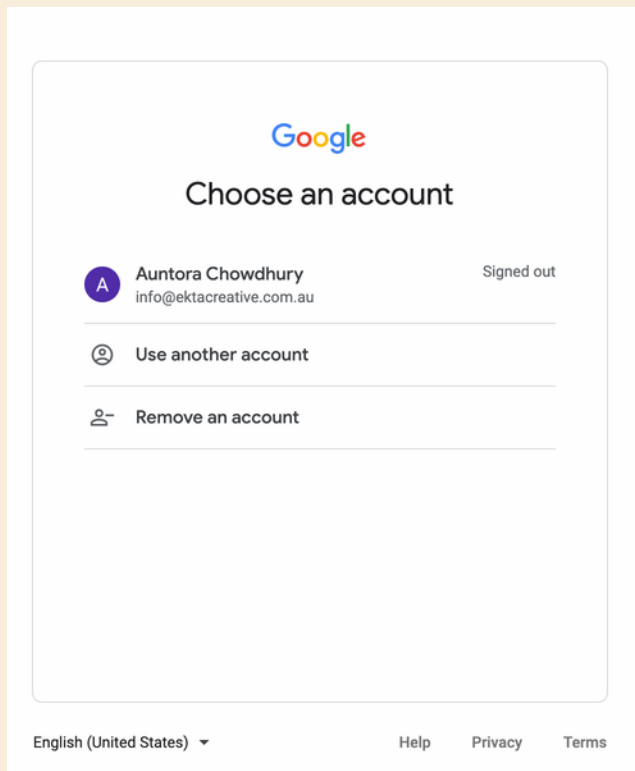 Google
Choose an account
A
Auntora Chowdhury
Signed out
info@ektacreative.com.au
Use another account
Remove an account
English (United States)
Help Privacy Terms